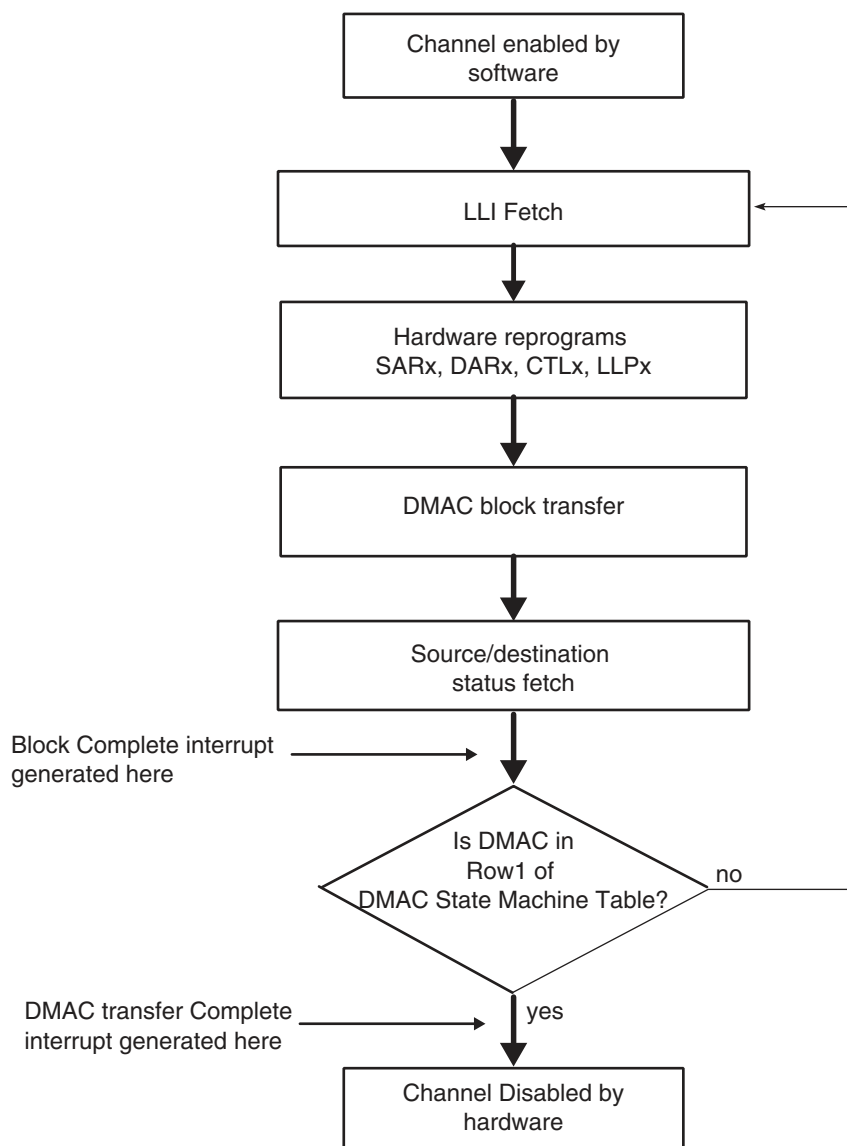 Channel enabled by
software
LLI Fetch
Hardware reprograms
SARx, DARx, CTLx, LLPx
DMAC block transfer
Source/destination
status fetch
Block Complete interrupt
generated here
Is DMAC in
Row1 of
DMAC State Machine Table?
no
DMAC transfer Complete
interrupt generated here
yes
Channel Disabled by
hardware